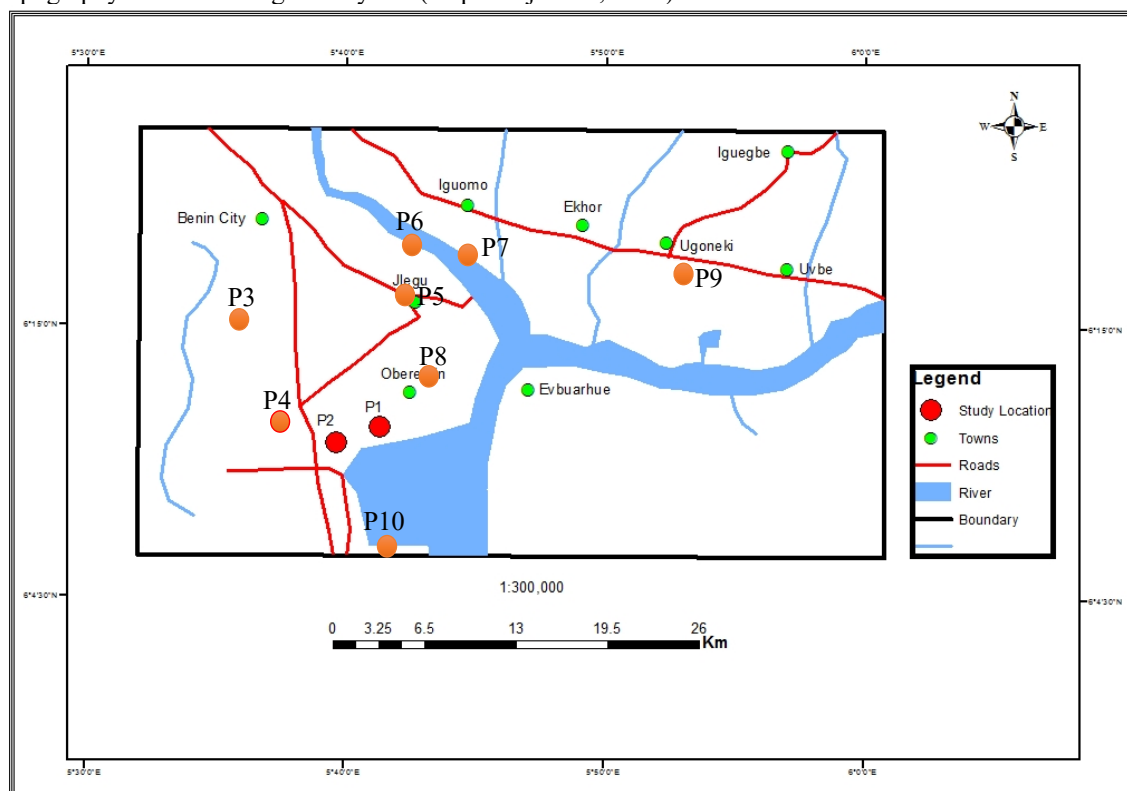 5°30'0"E 5°40'0"E 5°50'0"E 6°0'0"E
N
W E
S
Iguegbe
Iguomo
Benin City
Ekhor
P6
P7
Ugoneki
Uvbe
P9
Jlegu
P5
P3
6°15'0"N 6°15'0"N
P8
Evbuarhue
P4
P1
P2
P10
Legend
Study Location
Towns
Roads
River
Boundary
1:300,000
6°4'30"N 6°4'30"N
0 3.25 6.5 13 19.5 26
Km
5°30'0"E 5°40'0"E 5°50'0"E 6°0'0"E